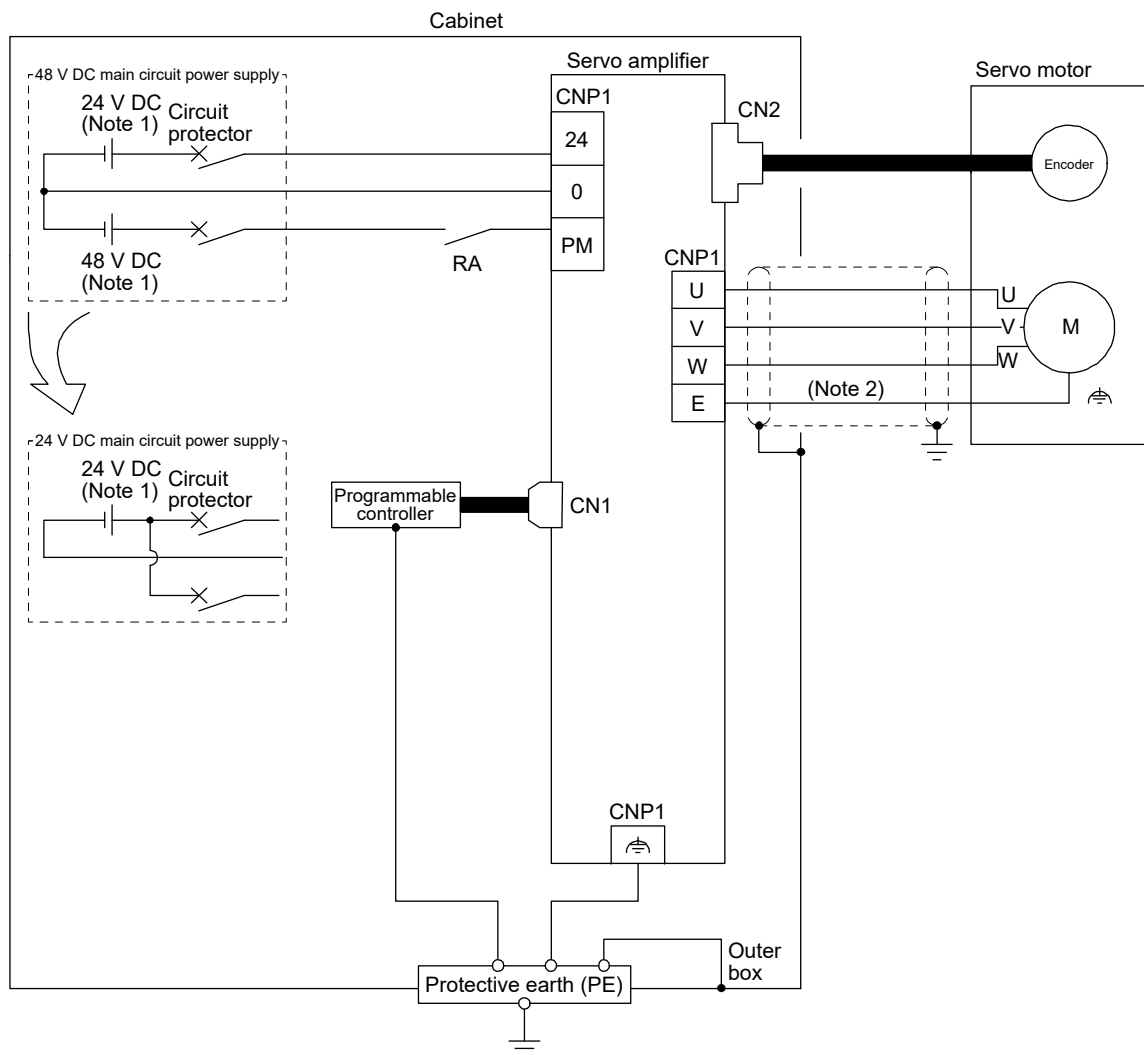 Cabinet
48 V DC main circuit power supply
24 V DC
(Note 1)
Circuit
protector
48 V DC
(Note 1)
RA
Servo amplifier
CNP1
24
0
PM
CN2
Servo motor
Encoder
CNP1
U
V
W
E
(Note 2)
U
V
W
M
24 V DC main circuit power supply
24 V DC
(Note 1)
Circuit
protector
Programmable
controller
CN1
CNP1
Outer
box
Protective earth (PE)